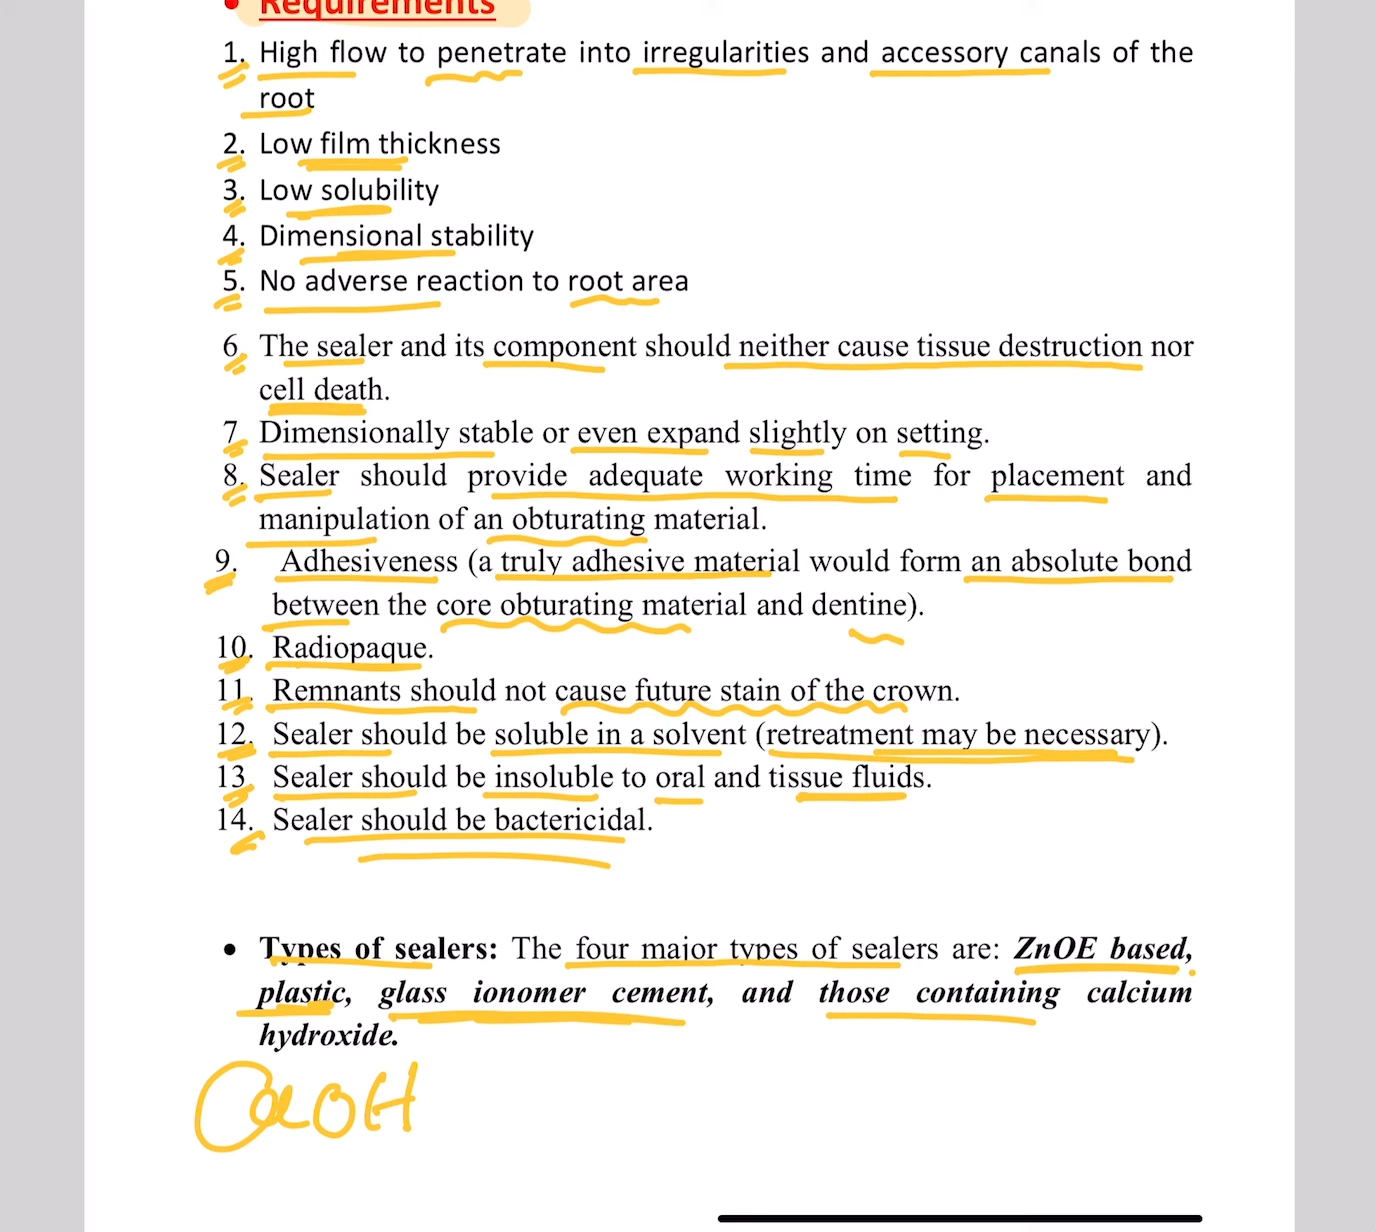 • Requirements
1. High flow to penetrate into irregularities and accessory canals of the
root
2. Low film thickness
3. Low solubility
4. Dimensional stability
5. No adverse reaction to root area
6. The sealer and its component should neither cause tissue destruction nor
cell death.
7. Dimensionally stable or even expand slightly on setting.
8. Sealer should provide adequate working time for placement and
manipulation of an obturating material.
9. Adhesiveness (a truly adhesive material would form an absolute bond
between the core obturating material and dentine).
10. Radiopaque.
11. Remnants should not cause future stain of the crown.
12. Sealer should be soluble in a solvent (retreatment may be necessary).
13. Sealer should be insoluble to oral and tissue fluids.
14. Sealer should be bactericidal.
• Types of sealers: The four major types of sealers are: ZnOE based,
plastic, glass ionomer cement, and those containing calcium
hydroxide.
CaOH